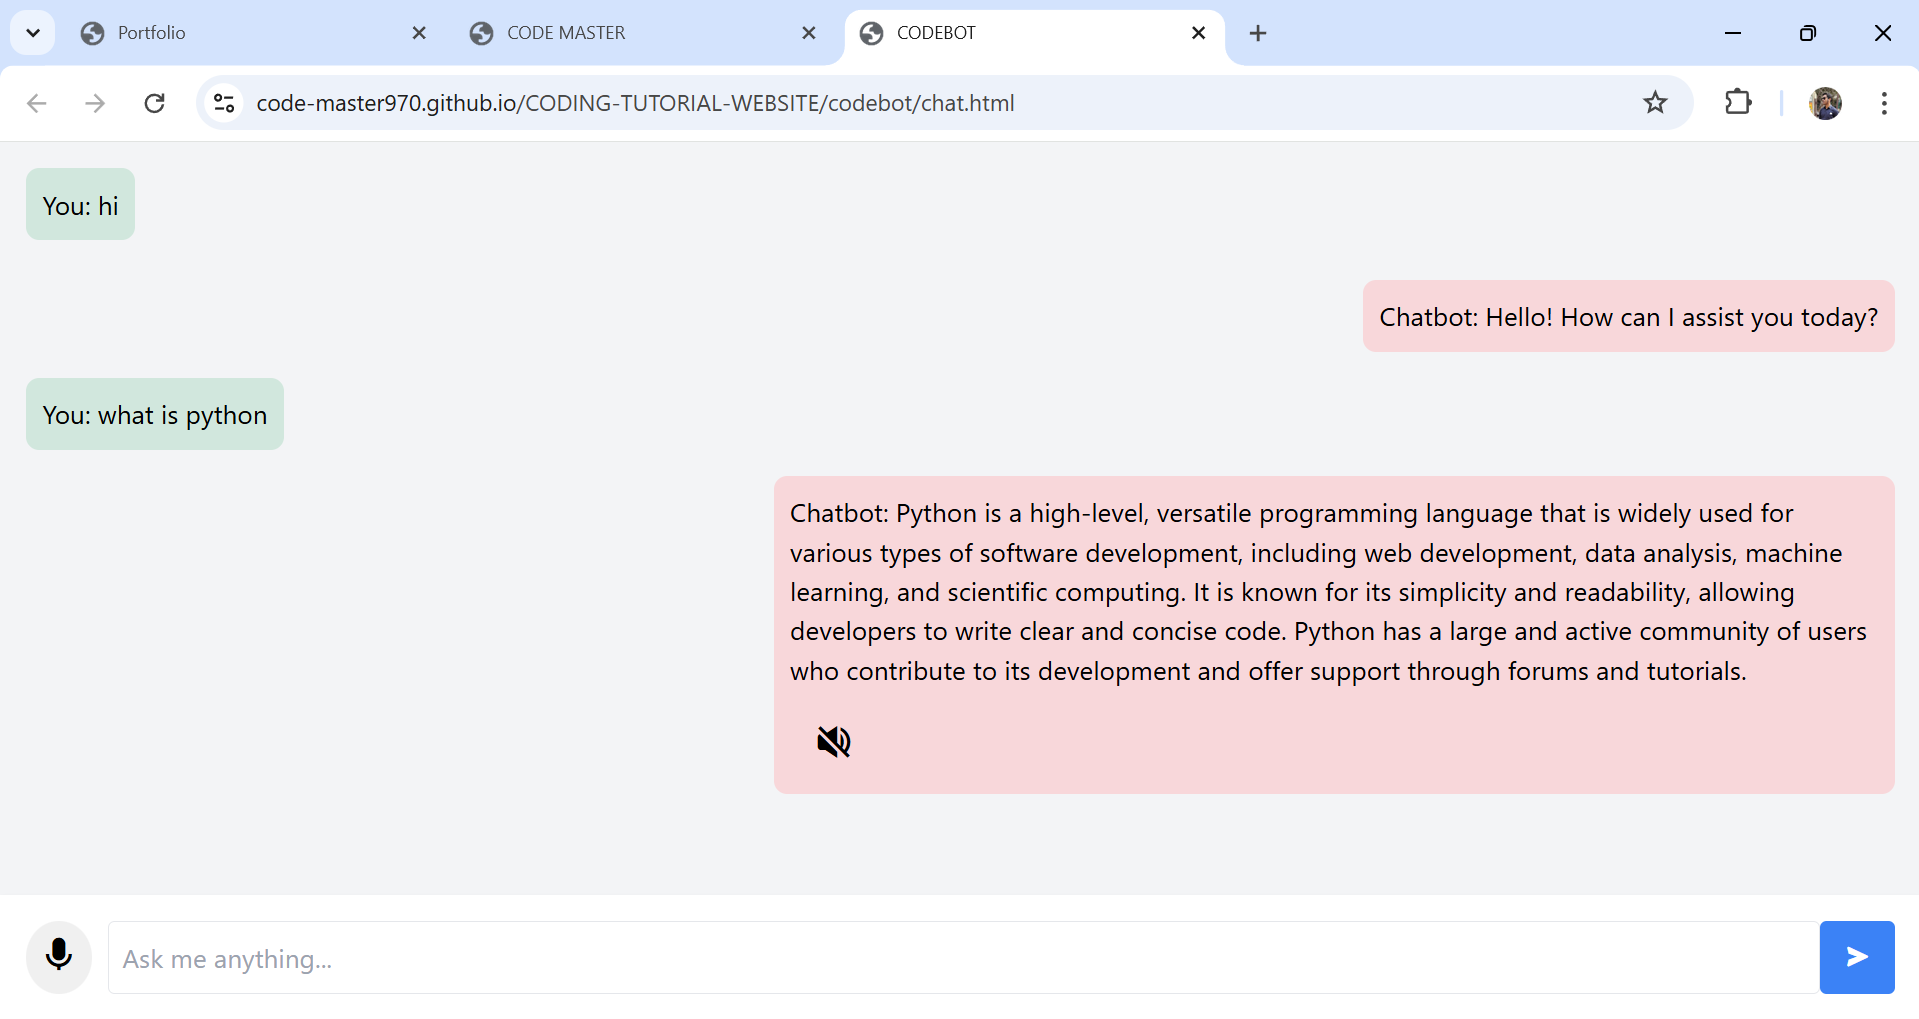 Portfolio
CODE MASTER
CODEBOT
code-master970.github.io/CODING-TUTORIAL-WEBSITE/codebot/chat.html
You: hi
Chatbot: Hello! How can I assist you today?
You: what is python
Chatbot: Python is a high-level, versatile programming language that is widely used for
various types of software development, including web development, data analysis, machine
learning, and scientific computing. It is known for its simplicity and readability, allowing
developers to write clear and concise code. Python has a large and active community of users
who contribute to its development and offer support through forums and tutorials.
Ask me anything...